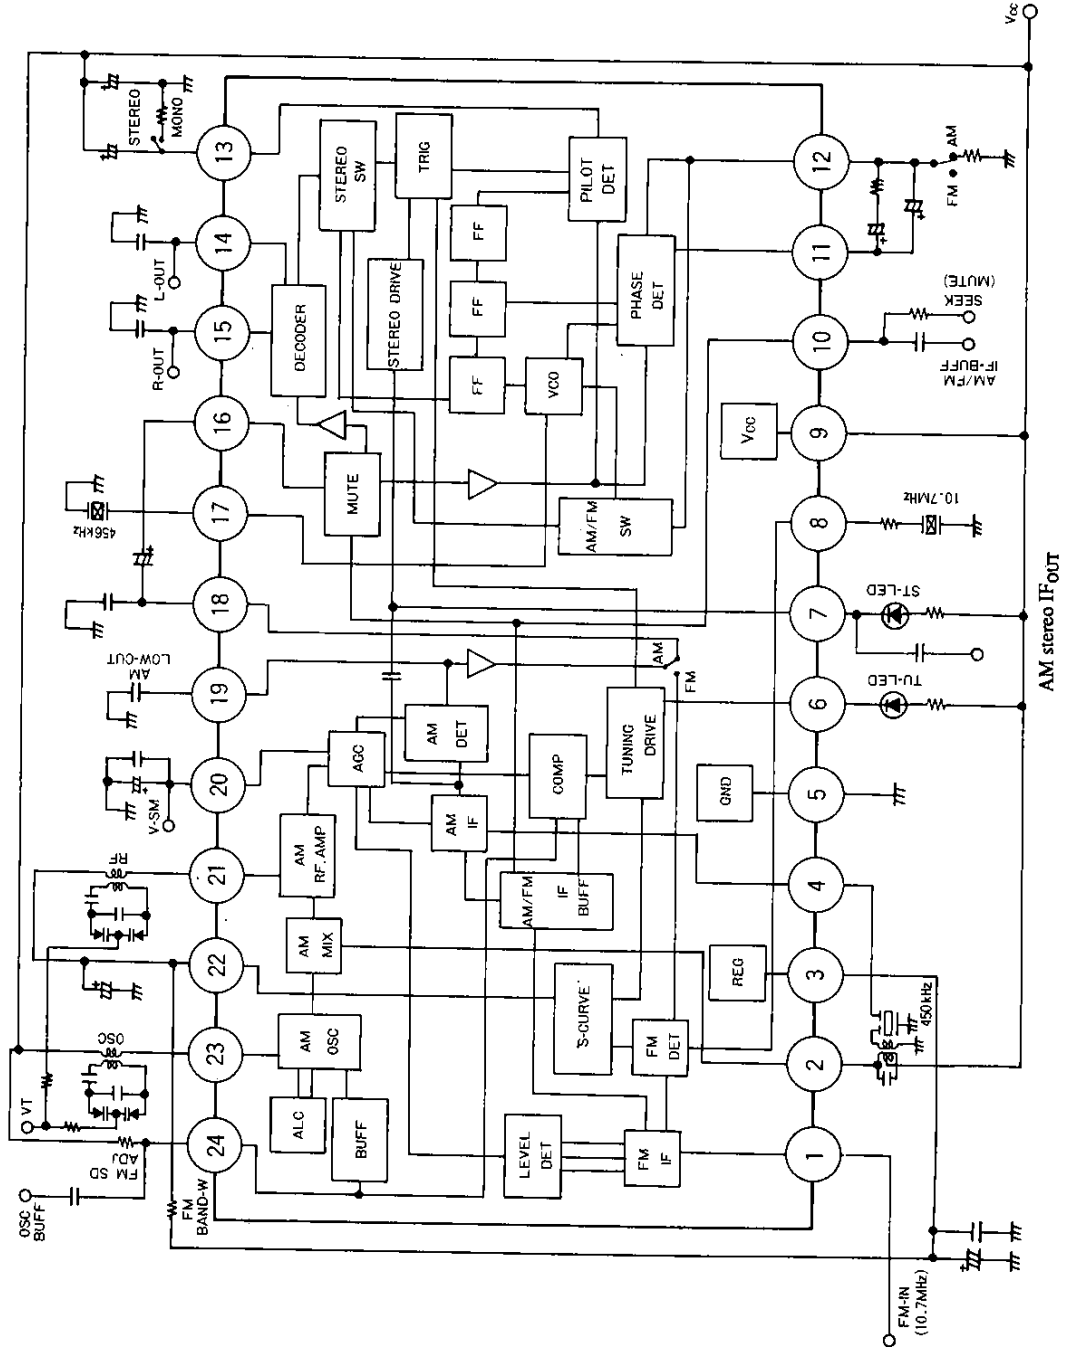 Vcc
STEREO
MONO
13
14
L-OUT
15
R-OUT
16
17
456kHz
18
19
AM
LOW-CUT
20
V-SM
21
RF
22
23
OSC
VT
24
FM SD
ADJ
OSC
BUFF
FM
BAND-W
STEREO
SW
TRIG
PILOT
DET
FF
FF
FF
STEREO DRIVE
DECODER
PHASE
DET
VCO
MUTE
AM/FM
SW
AM
FM
AM
DET
AGC
AM
IF
COMP
TUNING
DRIVE
AM
RF.AMP
AM
MIX
AM/FM
IF
BUFF
AM
OSC
ALC
BUFF
S-CURVE
FM
DET
LEVEL
DET
FM
IF
Vcc
GND
REG
12
AM
FM
11
10
SEEK
(MUTE)
AM/FM
IF-BUFF
9
8
10.7MHz
7
ST-LED
6
TU-LED
5
4
3
450kHz
2
1
FM-IN
(10.7MHz)
AM stereo IFOUT